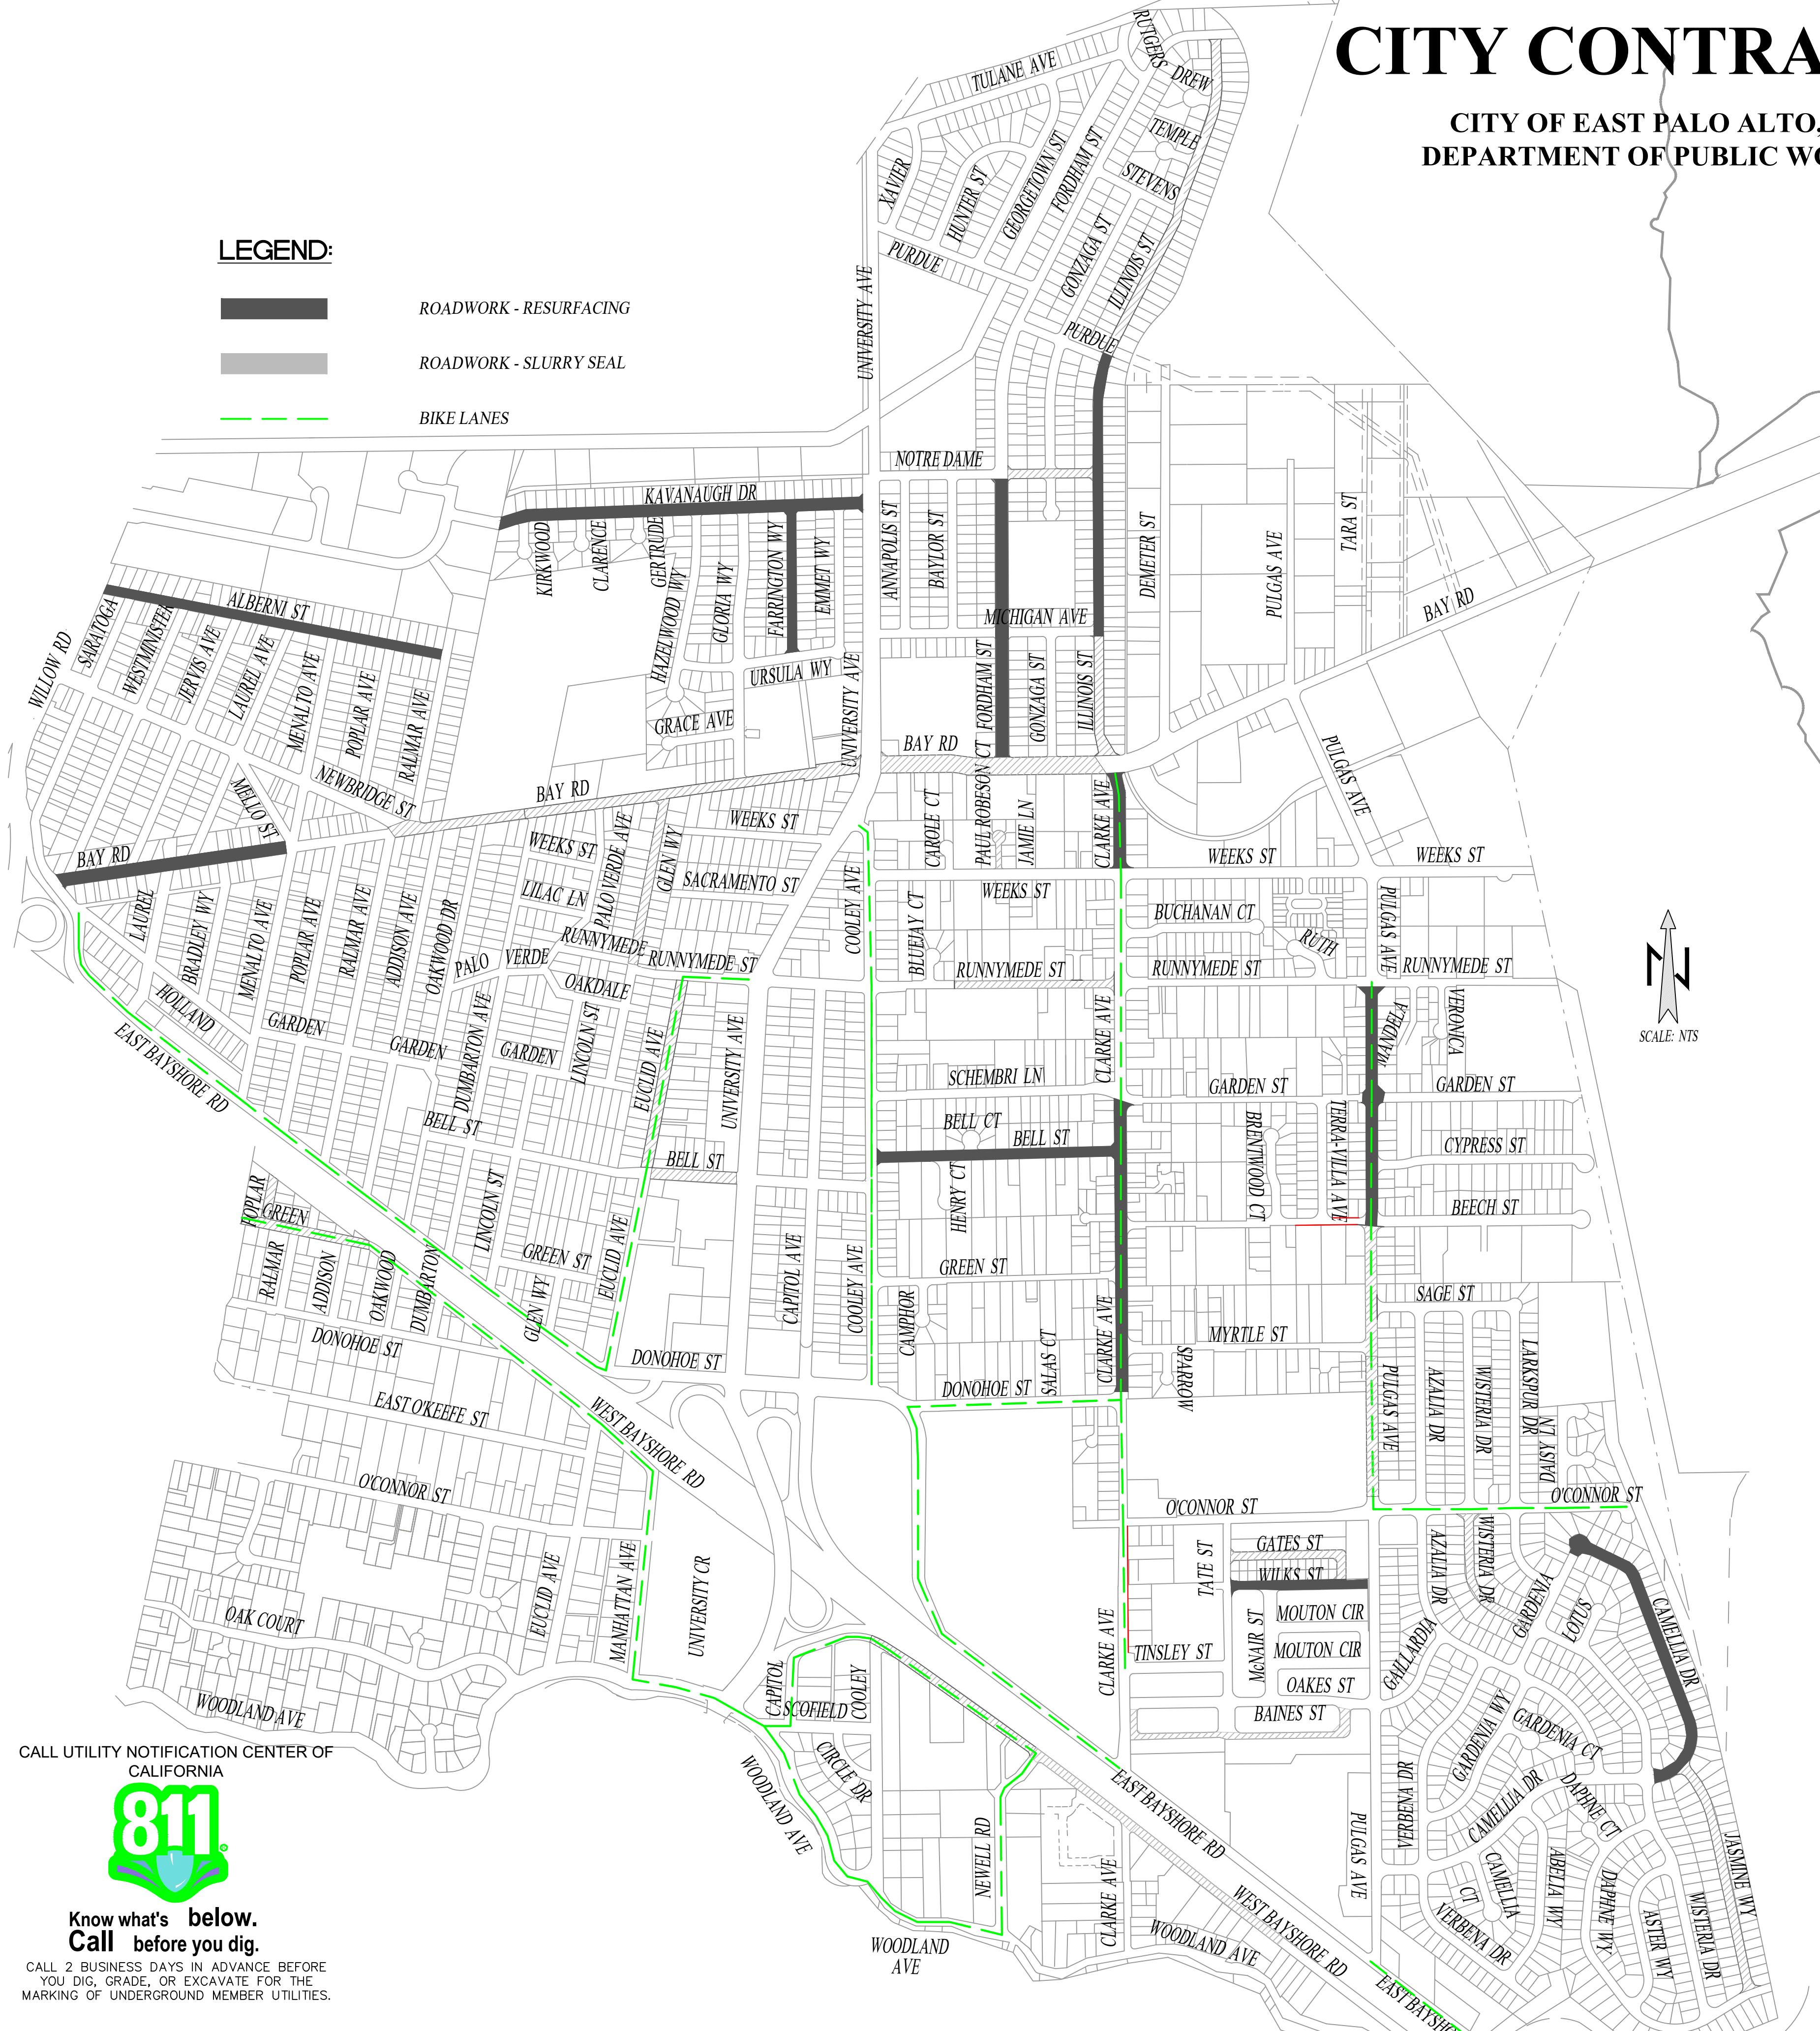 CITY CONTRA
CITY OF EAST PALO ALTO,
DEPARTMENT OF PUBLIC WO
LEGEND:
ROADWORK - RESURFACING
ROADWORK - SLURRY SEAL
BIKE LANES
RUTGERS
TULANE AVE
DREW
TEMPLE
STEVENS
XAVIER
HUNTER ST
GEORGETOWN ST
FORDHAM ST
GONZAGA ST
ILLINOIS ST
PURDUE
PURDUE
UNIVERSITY AVE
NOTRE DAME
KAVANAUGH DR
KIRKWOOD
CLARENCE
GERTRUDE
HAZELWOOD WY
GLORIA WY
FARRINGTON WY
EMMET WY
ANNAPOLIS ST
BAYLOR ST
MICHIGAN AVE
DEMETER ST
PULGAS AVE
TARA ST
BAY RD
ALBERNI ST
WILLOW RD
SARATOGA
WESTMINISTER
JERVIS AVE
LAUREL AVE
MENALTO AVE
POPLAR AVE
RALMAR AVE
URSULA WY
GRACE AVE
UNIVERSITY AVE
FORDHAM ST
GONZAGA ST
ILLINOIS ST
BAY RD
NEWBRIDGE ST
MELLO ST
BAY RD
BAY RD
PULGAS AVE
WEEKS ST
WEEKS ST
PALO VERDE AVE
GLEN WY
CAROLE CT
PAUL ROBESON CT
JAMIE LN
CLARKE AVE
WEEKS ST
WEEKS ST
WEEKS ST
LAUREL
BRADLEY WY
MENALTO AVE
POPLAR AVE
RALMAR AVE
ADDISON AVE
OAKWOOD DR
LILAC LN
SACRAMENTO ST
COOLEY AVE
BLUEJAY CT
BUCHANAN CT
RUTH
PULGAS AVE
PALO VERDE
RUNNYMEDE
RUNNYMEDE ST
RUNNYMEDE ST
RUNNYMEDE ST
RUNNYMEDE ST
OAKDALE
HOLLAND
GARDEN
GARDEN
GARDEN
DUMBARTON AVE
LINCOLN ST
EUCLID AVE
UNIVERSITY AVE
CLARKE AVE
MANDELA
VERONICA
N
SCALE: NTS
EAST BAYSHORE RD
SCHEMBRI LN
GARDEN ST
GARDEN ST
BELL ST
BELL ST
BELL CT
BELL ST
BRENTWOOD CT
TERRA-VILLA AVE
CYPRESS ST
BEECH ST
POPLAR
GREEN
RALMAR
ADDISON
OAKWOOD
DUMBARTON
LINCOLN ST
GREEN ST
GLEN WY
EUCLID AVE
CAPITOL AVE
COOLEY AVE
HENRY CT
GREEN ST
CAMPHOR
SALAS CT
CLARKE AVE
MYRTLE ST
SPARROW
SAGE ST
PULGAS AVE
AZALIA DR
WISTERIA DR
LARKSPUR DR
DAISY LN
DONOHOE ST
DONOHOE ST
DONOHOE ST
EAST O'KEEFE ST
WEST BAYSHORE RD
O'CONNOR ST
O'CONNOR ST
O'CONNOR ST
EUCLID AVE
MANHATTAN AVE
UNIVERSITY CR
OAK COURT
WOODLAND AVE
CLARKE AVE
TATE ST
GATES ST
WILKS ST
McNAIR ST
MOUTON CIR
MOUTON CIR
TINSLEY ST
OAKES ST
BAINES ST
AZALIA DR
WISTERIA DR
GARDENIA
LOTUS
CAMELLIA DR
GAILLARDIA
GARDENIA WY
GARDENIA CT
CAPITOL
SCOFIELD
COOLEY
CIRCLE DR
WOODLAND AVE
NEWELL RD
EAST BAYSHORE RD
CLARKE AVE
PULGAS AVE
VERBENA DR
CAMELLIA DR
DAPHNE CT
CAMELLIA
CT
ABELIA WY
DAPHNE WY
ASTER WY
WISTERIA DR
JASMINE WY
VERBENA DR
WOODLAND
AVE
WOODLAND AVE
WEST BAYSHORE RD
EAST BAYSHO
CALL UTILITY NOTIFICATION CENTER OF
CALIFORNIA
811
Know what's below.
Call before you dig.
CALL 2 BUSINESS DAYS IN ADVANCE BEFORE
YOU DIG, GRADE, OR EXCAVATE FOR THE
MARKING OF UNDERGROUND MEMBER UTILITIES.